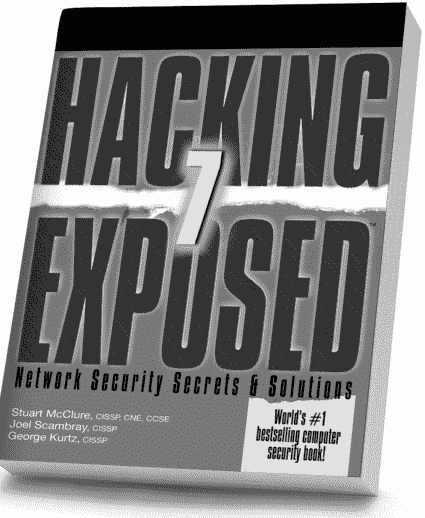 HACKING
7
EXPOSED™
Network Security Secrets & Solutions
Stuart McClure, CISSP, CNE, CCSE
Joel Scambray, CISSP
George Kurtz, CISSP
World's #1
bestselling computer
security book!